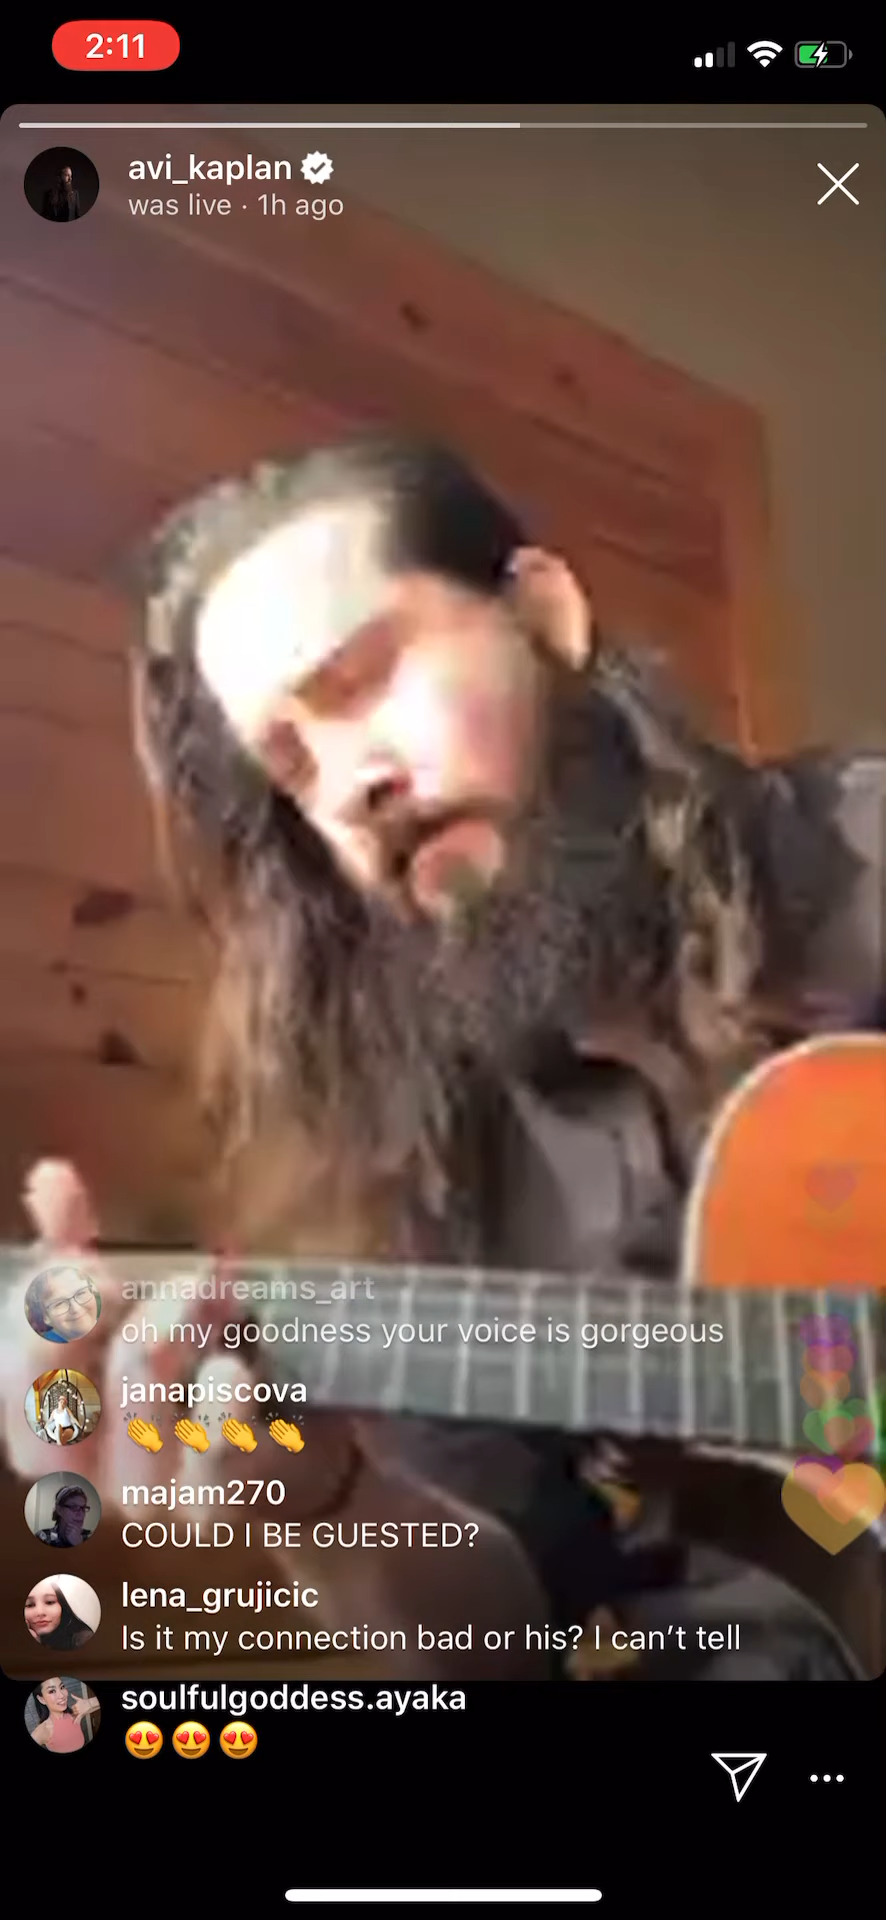 2:11
avi_kaplan
was live · 1h ago
annadreams_art
oh my goodness your voice is gorgeous
janapiscova
👏👏👏👏
majam270
COULD I BE GUESTED?
lena_grujicic
Is it my connection bad or his? I can't tell
soulfulgoddess.ayaka
😍😍😍